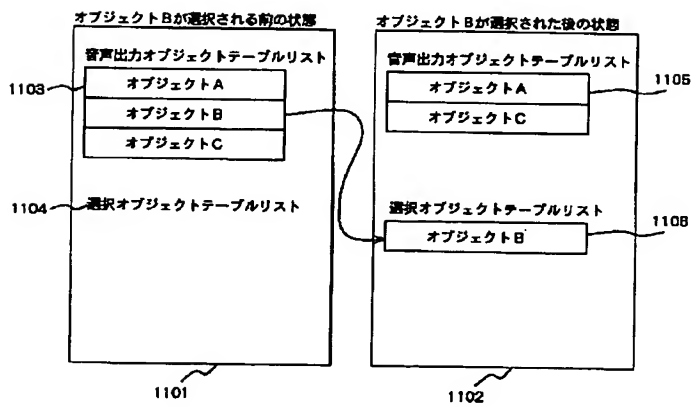 オブジェクトBが選択される前の状態
音声出力オブジェクトテーブルリスト
1103
オブジェクトA
オブジェクトB
オブジェクトC
1104
選択オブジェクトテーブルリスト
1101
オブジェクトBが選択された後の状態
音声出力オブジェクトテーブルリスト
オブジェクトA
1105
オブジェクトC
選択オブジェクトテーブルリスト
オブジェクトB
1106
1102